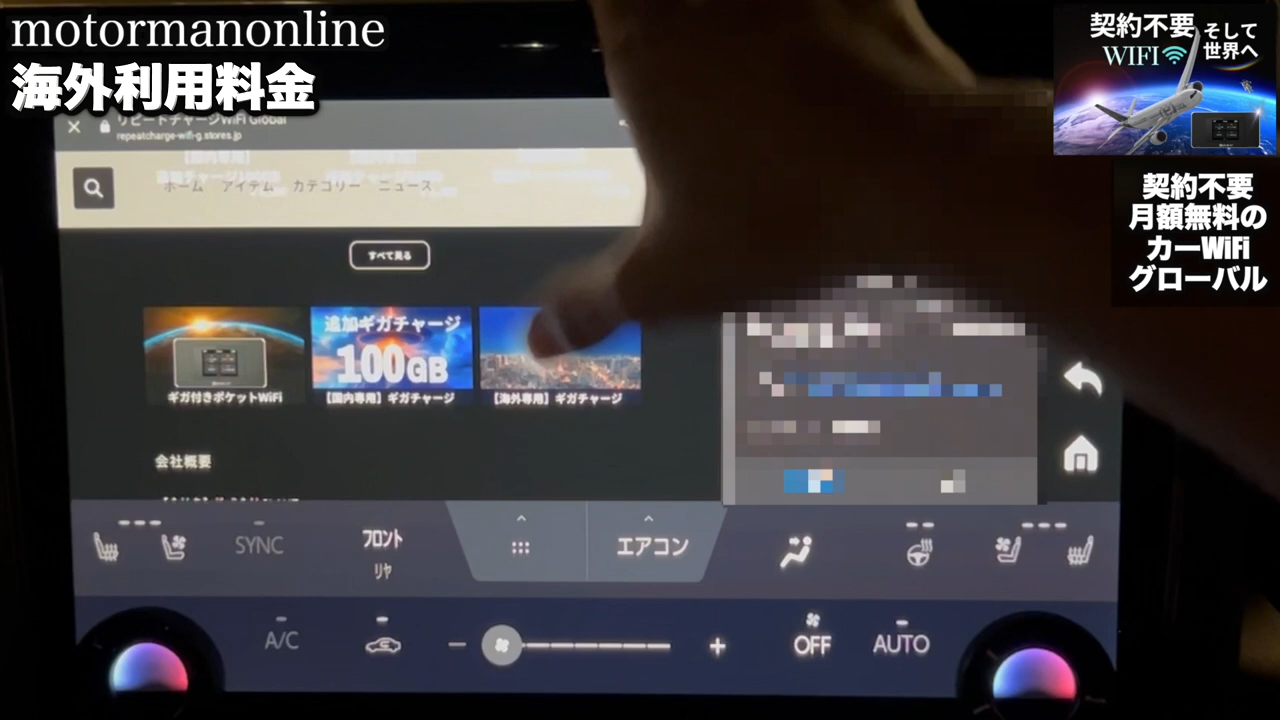 motormanonline
海外利用料金
契約不要
そして
世界へ
WIFI
契約不要
月額無料の
カーWiFi
グローバル
リピートチャージWiFi Global
repeatcharge-wifi-g.stores.jp
ホーム アイテム カテゴリー ニュース
すべて見る
追加ギガチャージ
100GB
ギガ付きポケットWiFi
【国内専用】ギガチャージ
【海外専用】ギガチャージ
会社概要
SYNC
フロント
リヤ
エアコン
A/C
OFF
AUTO